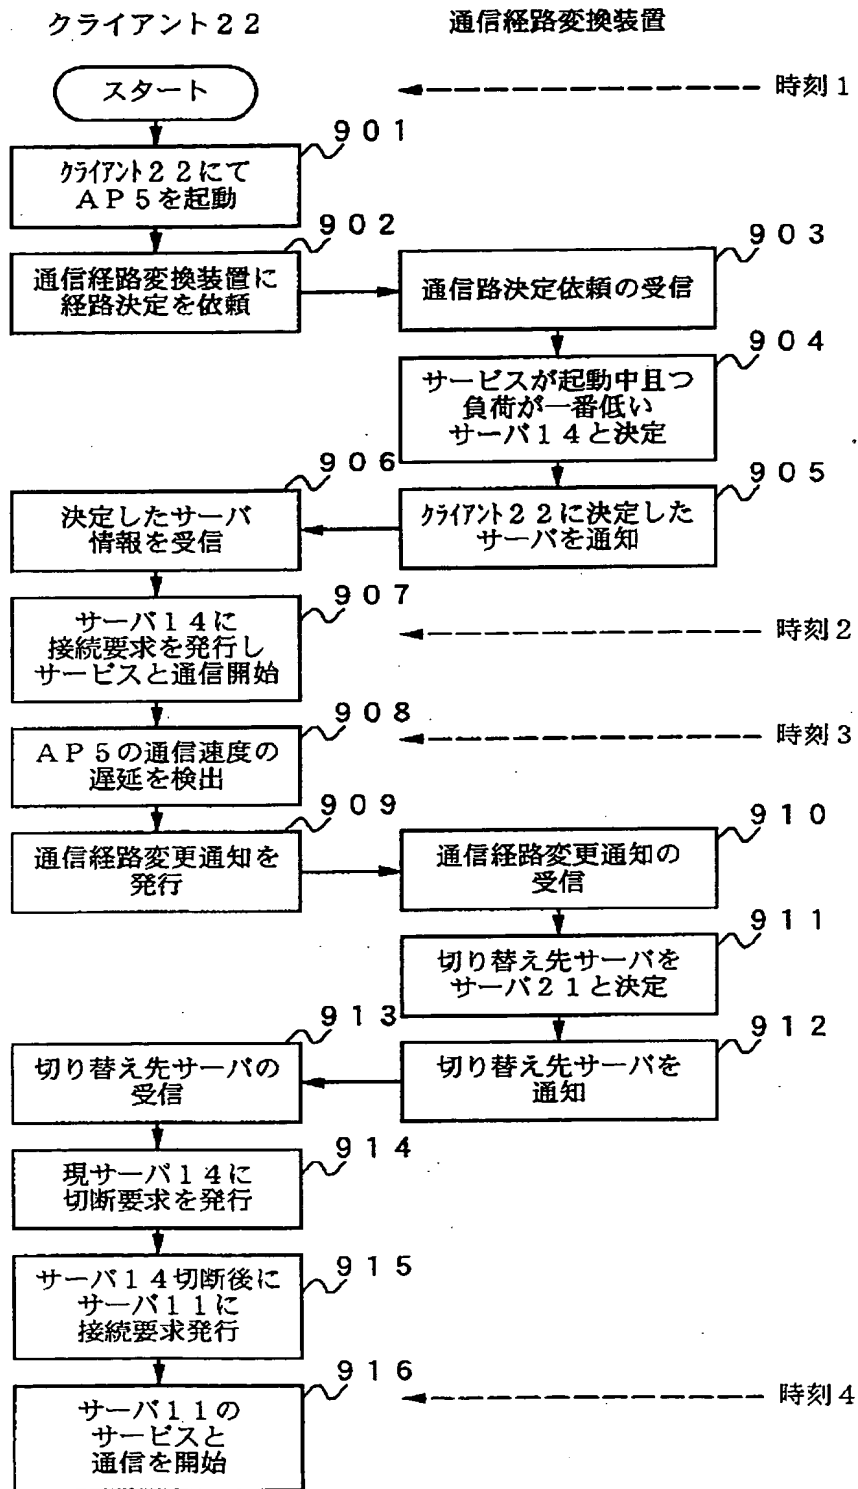 クライアント２２
通信経路変換装置
スタート
時刻１
９０１
クライアント２２にて
ＡＰ５を起動
９０２
通信経路変換装置に
経路決定を依頼
９０３
通信路決定依頼の受信
９０４
サービスが起動中且つ
負荷が一番低い
サーバ１４と決定
９０５
クライアント２２に決定した
サーバを通知
９０６
決定したサーバ
情報を受信
９０７
サーバ１４に
接続要求を発行し
サービスと通信開始
時刻２
９０８
ＡＰ５の通信速度の
遅延を検出
時刻３
９０９
通信経路変更通知を
発行
９１０
通信経路変更通知の
受信
９１１
切り替え先サーバを
サーバ２１と決定
９１２
切り替え先サーバを
通知
９１３
切り替え先サーバの
受信
９１４
現サーバ１４に
切断要求を発行
９１５
サーバ１４切断後に
サーバ１１に
接続要求発行
９１６
サーバ１１の
サービスと
通信を開始
時刻４